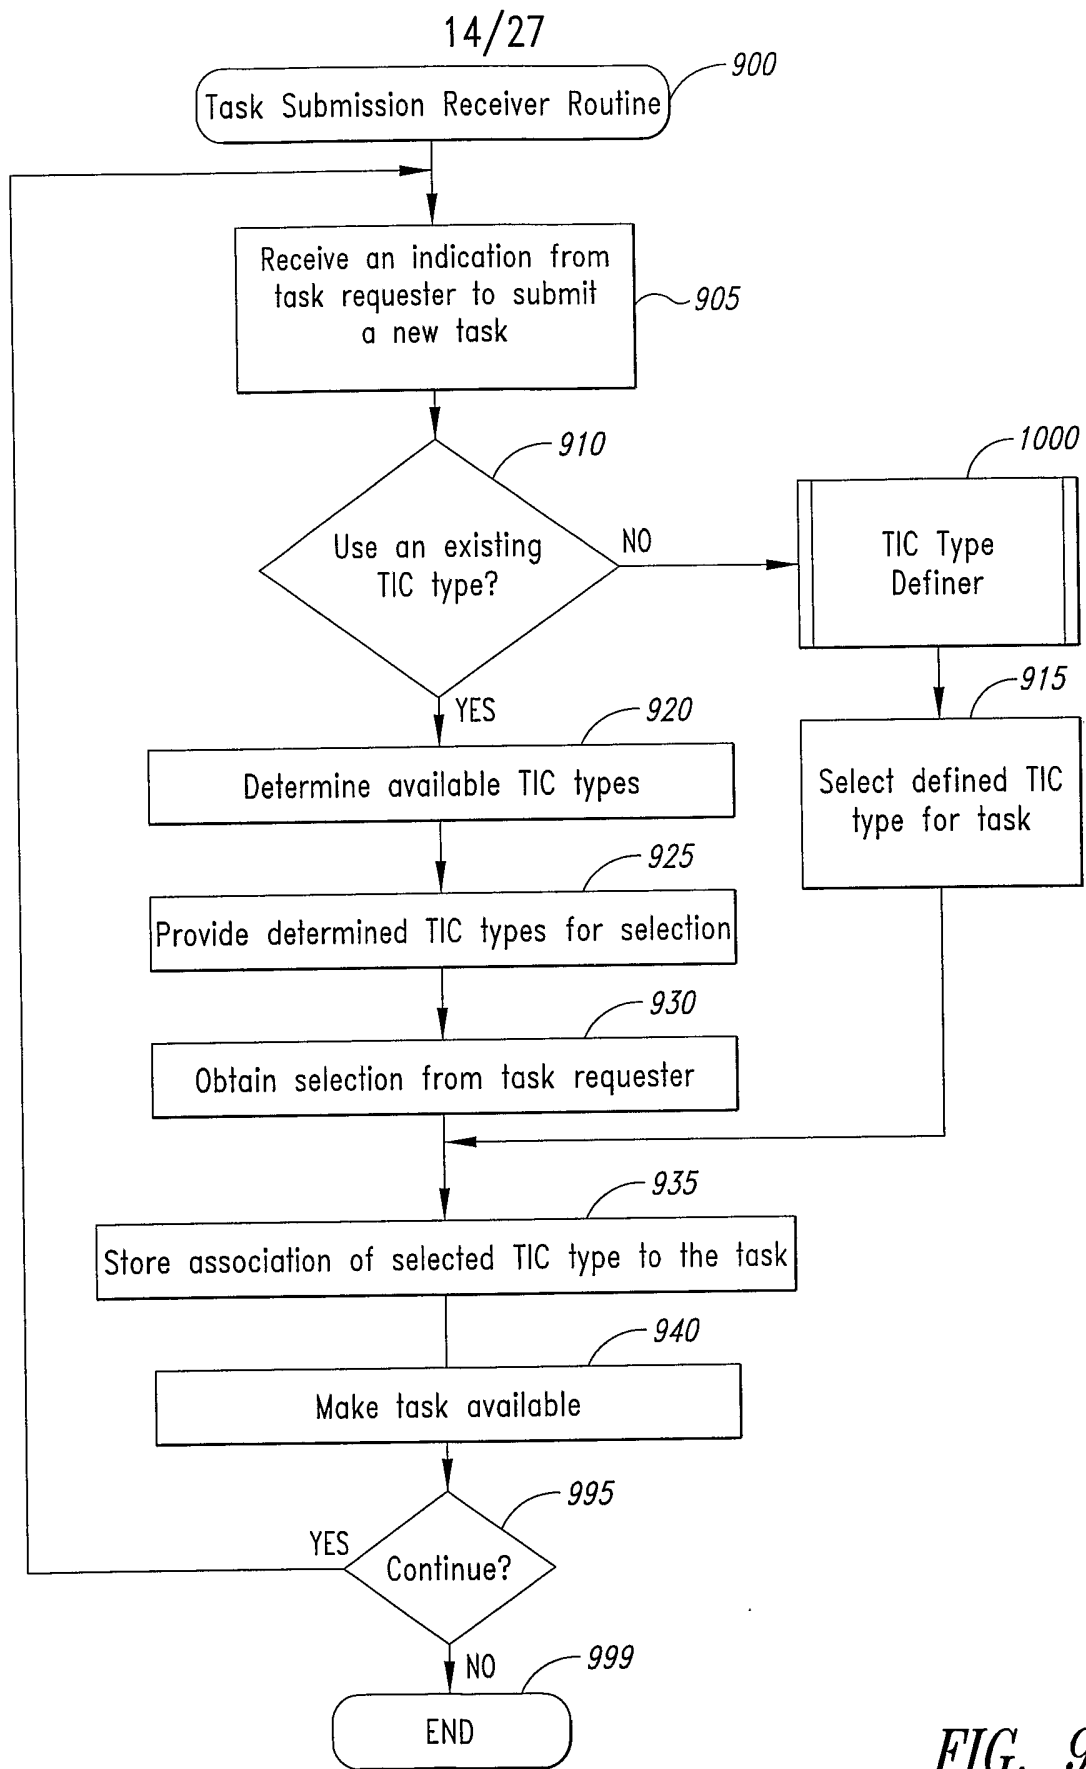 14/27
900
Task Submission Receiver Routine
Receive an indication from
task requester to submit
a new task
905
910
1000
Use an existing
TIC type?
NO
TIC Type
Definer
YES
915
920
Determine available TIC types
Select defined TIC
type for task
925
Provide determined TIC types for selection
930
Obtain selection from task requester
935
Store association of selected TIC type to the task
940
Make task available
995
YES
Continue?
NO
999
END
FIG. 9